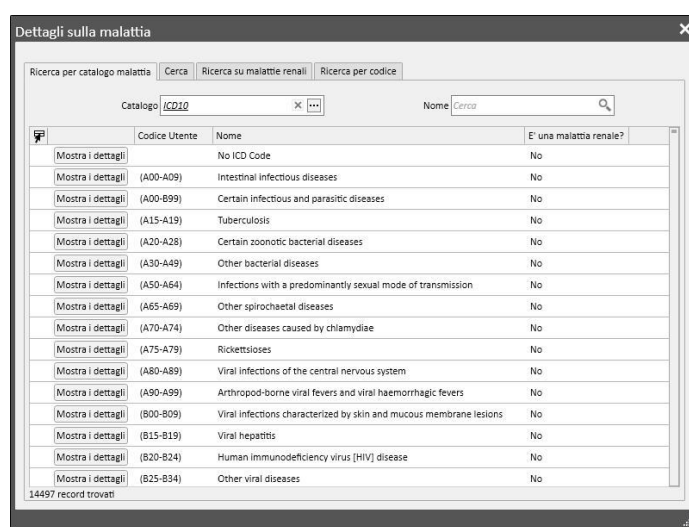 Dettagli sulla malattia
Ricerca per catalogo malattia Cerca Ricerca su malattie renali Ricerca per codice
Catalogo ICD10 Nome Cerca
Codice Utente Nome E' una malattia renale?
Mostra i dettagli No ICD Code No
Mostra i dettagli (A00-A09) Intestinal infectious diseases No
Mostra i dettagli (A00-B99) Certain infectious and parasitic diseases No
Mostra i dettagli (A15-A19) Tuberculosis No
Mostra i dettagli (A20-A28) Certain zoonotic bacterial diseases No
Mostra i dettagli (A30-A49) Other bacterial diseases No
Mostra i dettagli (A50-A64) Infections with a predominantly sexual mode of transmission No
Mostra i dettagli (A65-A69) Other spirochaetal diseases No
Mostra i dettagli (A70-A74) Other diseases caused by chlamydiae No
Mostra i dettagli (A75-A79) Rickettsioses No
Mostra i dettagli (A80-A89) Viral infections of the central nervous system No
Mostra i dettagli (A90-A99) Arthropod-borne viral fevers and viral haemorrhagic fevers No
Mostra i dettagli (B00-B09) Viral infections characterized by skin and mucous membrane lesions No
Mostra i dettagli (B15-B19) Viral hepatitis No
Mostra i dettagli (B20-B24) Human immunodeficiency virus [HIV] disease No
Mostra i dettagli (B25-B34) Other viral diseases No
14497 record trovati